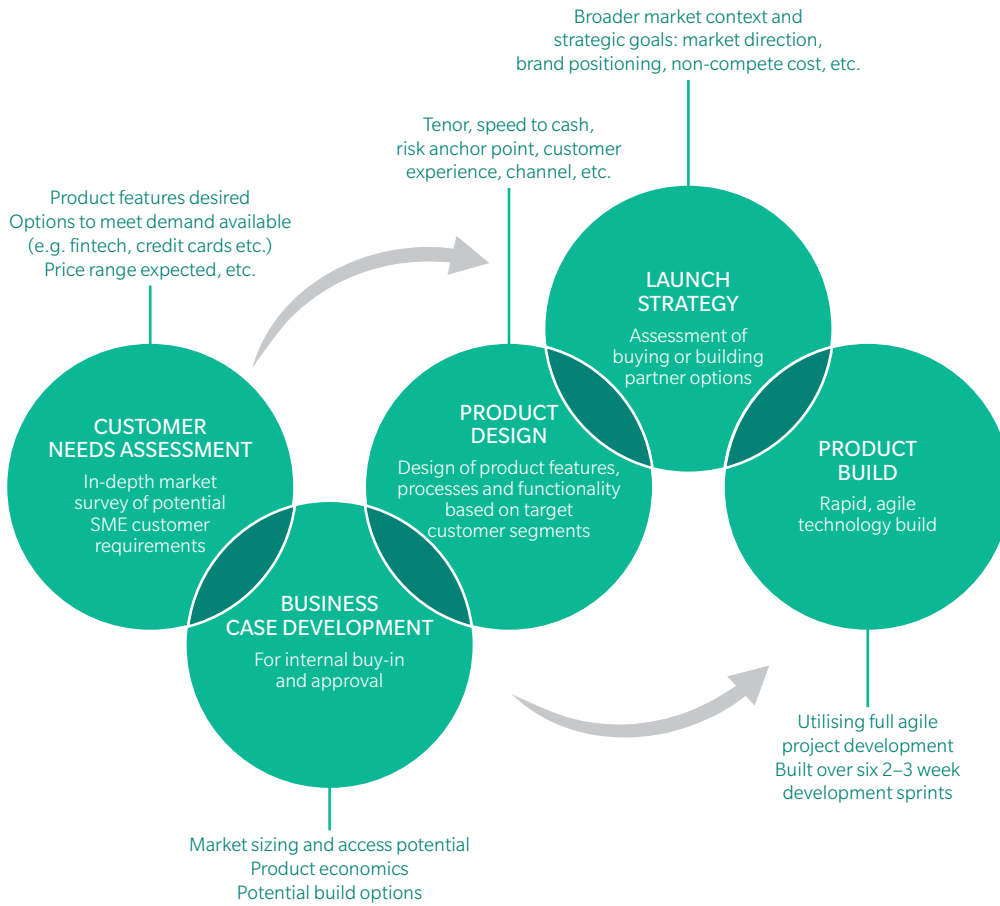 Broader market context and
strategic goals: market direction,
brand positioning, non-compete cost, etc.
Tenor, speed to cash,
risk anchor point, customer
experience, channel, etc.
Product features desired
Options to meet demand available
(e.g. fintech, credit cards etc.)
Price range expected, etc.
CUSTOMER
NEEDS ASSESSMENT
In-depth market
survey of potential
SME customer
requirements
BUSINESS
CASE DEVELOPMENT
For internal buy-in
and approval
Market sizing and access potential
Product economics
Potential build options
PRODUCT
DESIGN
Design of product features,
processes and functionality
based on target
customer segments
LAUNCH
STRATEGY
Assessment of
buying or building
partner options
PRODUCT
BUILD
Rapid, agile
technology build
Utilising full agile
project development
Built over six 2–3 week
development sprints